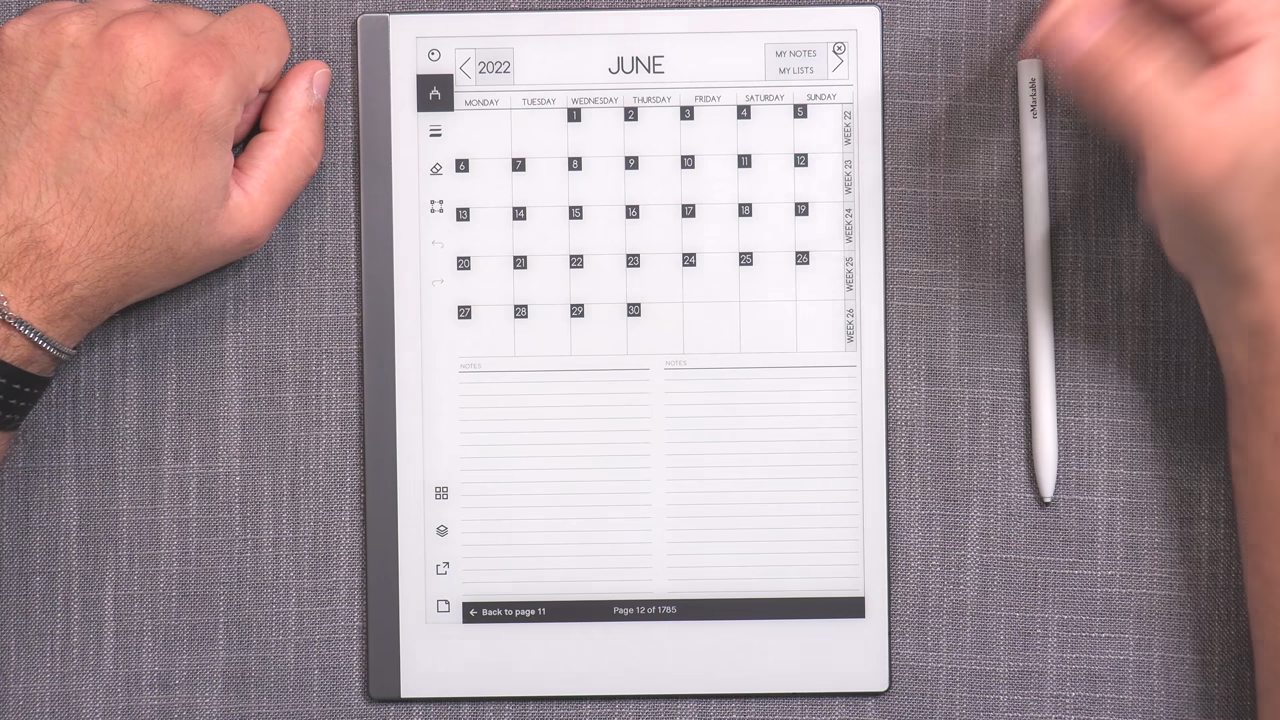 2022
JUNE
MY NOTES
MY LISTS
MONDAY TUESDAY WEDNESDAY THURSDAY FRIDAY SATURDAY SUNDAY
1 2 3 4 5 WEEK 22
6 7 8 9 10 11 12 WEEK 23
13 14 15 16 17 18 19 WEEK 24
20 21 22 23 24 25 26 WEEK 25
27 28 29 30 WEEK 26
NOTES NOTES
Back to page 11 Page 12 of 1785
reMarkable